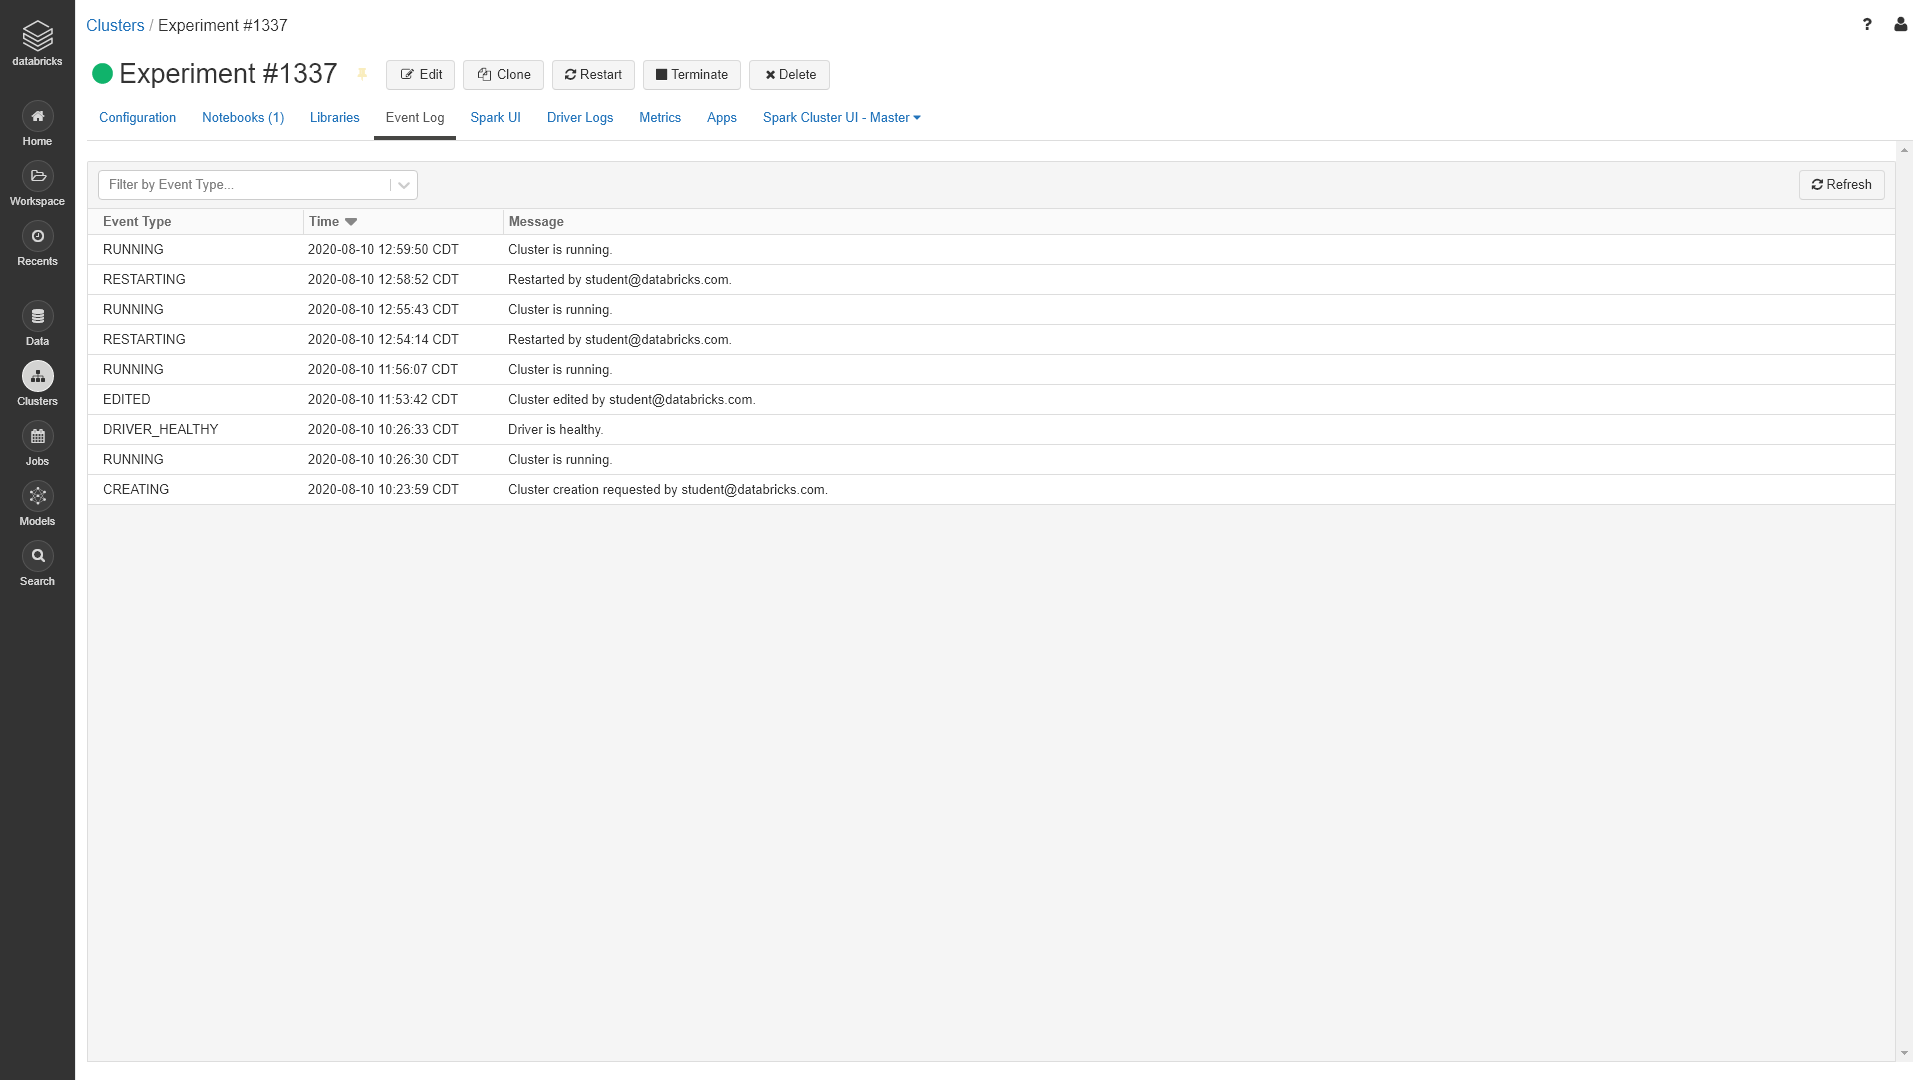 databricks
Home
Workspace
Recents
Data
Clusters
Jobs
Models
Search
Clusters / Experiment #1337
?
Experiment #1337
Edit Clone Restart Terminate Delete
Configuration Notebooks (1) Libraries Event Log Spark UI Driver Logs Metrics Apps Spark Cluster UI - Master
Filter by Event Type... Refresh
Event Type Time Message
RUNNING 2020-08-10 12:59:50 CDT Cluster is running.
RESTARTING 2020-08-10 12:58:52 CDT Restarted by student@databricks.com.
RUNNING 2020-08-10 12:55:43 CDT Cluster is running.
RESTARTING 2020-08-10 12:54:14 CDT Restarted by student@databricks.com.
RUNNING 2020-08-10 11:56:07 CDT Cluster is running.
EDITED 2020-08-10 11:53:42 CDT Cluster edited by student@databricks.com.
DRIVER_HEALTHY 2020-08-10 10:26:33 CDT Driver is healthy.
RUNNING 2020-08-10 10:26:30 CDT Cluster is running.
CREATING 2020-08-10 10:23:59 CDT Cluster creation requested by student@databricks.com.